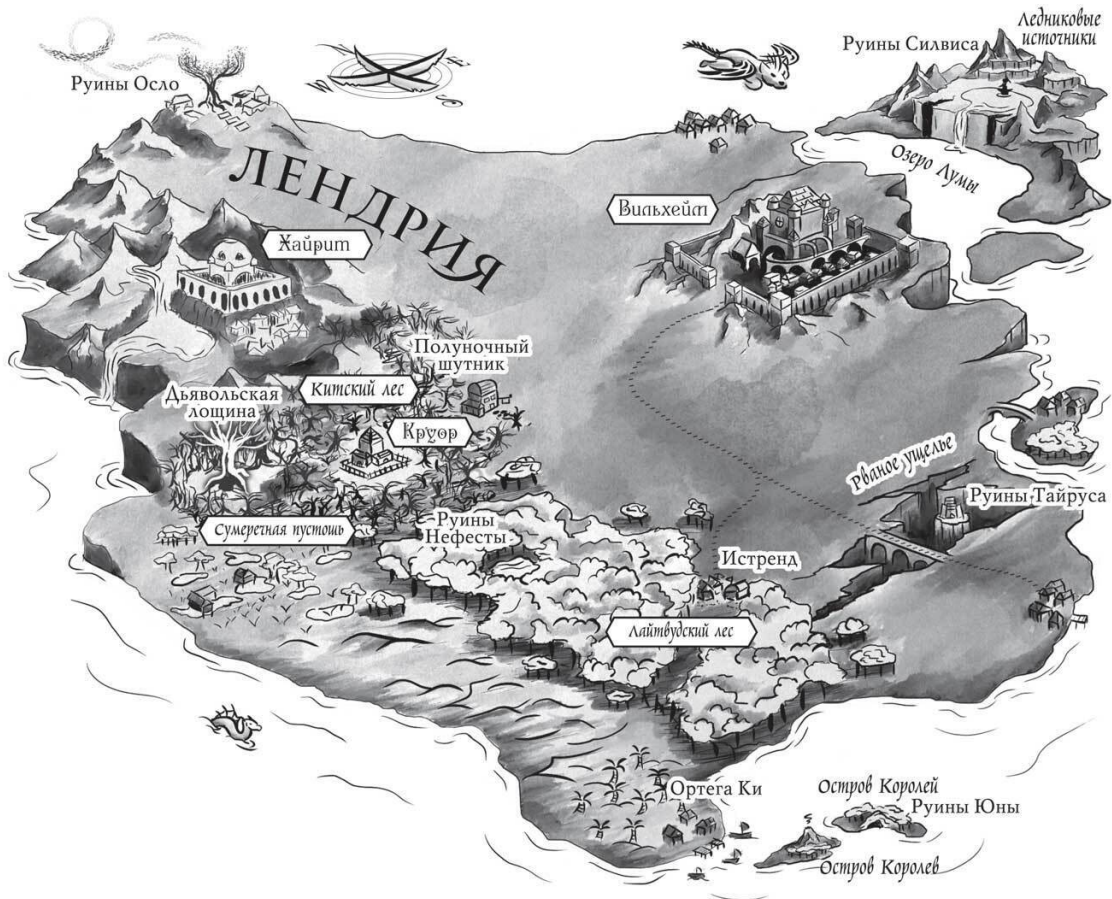 Ледниковые
источники
Руины Силвиса
Руины Осло
Озеро Лумы
ЛЕНДРИЯ
Вильхейм
Хайрит
Полуночный
шутник
Китский лес
Дьявольская
лощина
Круор
Рваное ущелье
Руины Тайруса
Сумеречная пустошь
Руины
Нефесты
Истренд
Лайтвудский лес
Ортега Ки
Остров Королей
Руины Юны
Остров Королев